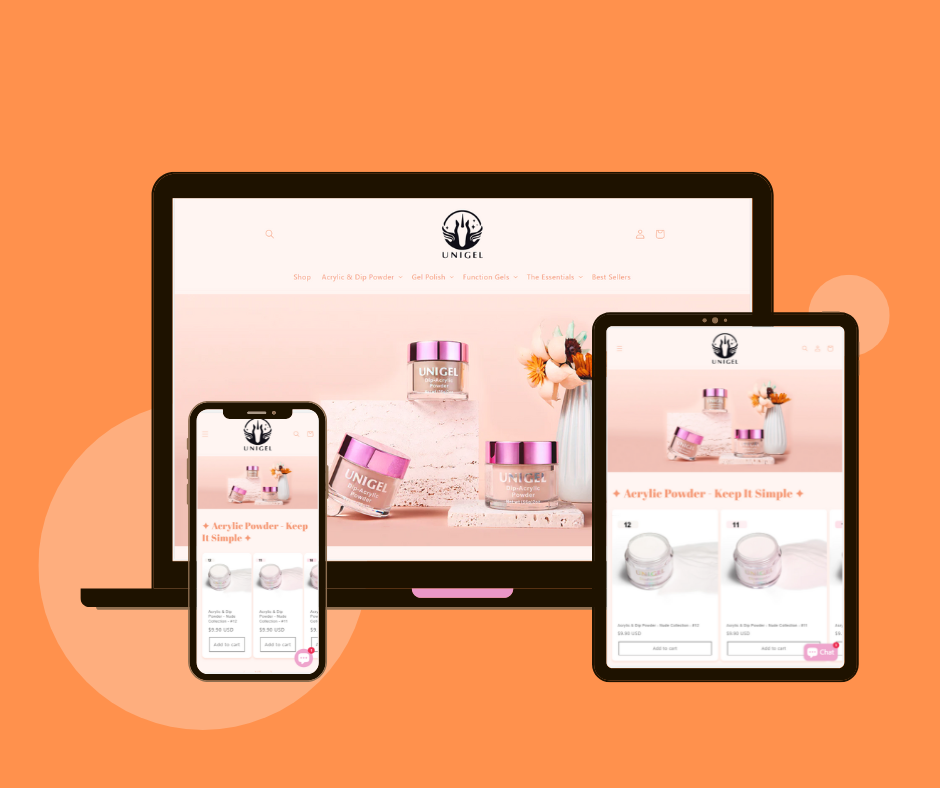 UNIGEL
Shop Acrylic & Dip Powder Gel Polish Function Gels The Essentials Best Sellers
UNIGEL
Dip-Acrylic
Powder
UNIGEL
Dip-Acrylic
Powder
UNIGEL
Dip-Acrylic
Powder
UNIGEL
✦ Acrylic Powder - Keep
It Simple ✦
Acrylic & Dip
Powder - Nude
Collection - #12
$9.90 USD
Add to cart
Acrylic & Dip
Powder - Nude
Collection - #11
$9.90 USD
Add to cart
UNIGEL
✦ Acrylic Powder - Keep It Simple ✦
12
11
Acrylic & Dip Powder - Nude Collection - #12
$9.90 USD
Add to cart
Acrylic & Dip Powder - Nude Collection - #11
$9.90 USD
Add to cart
Chat